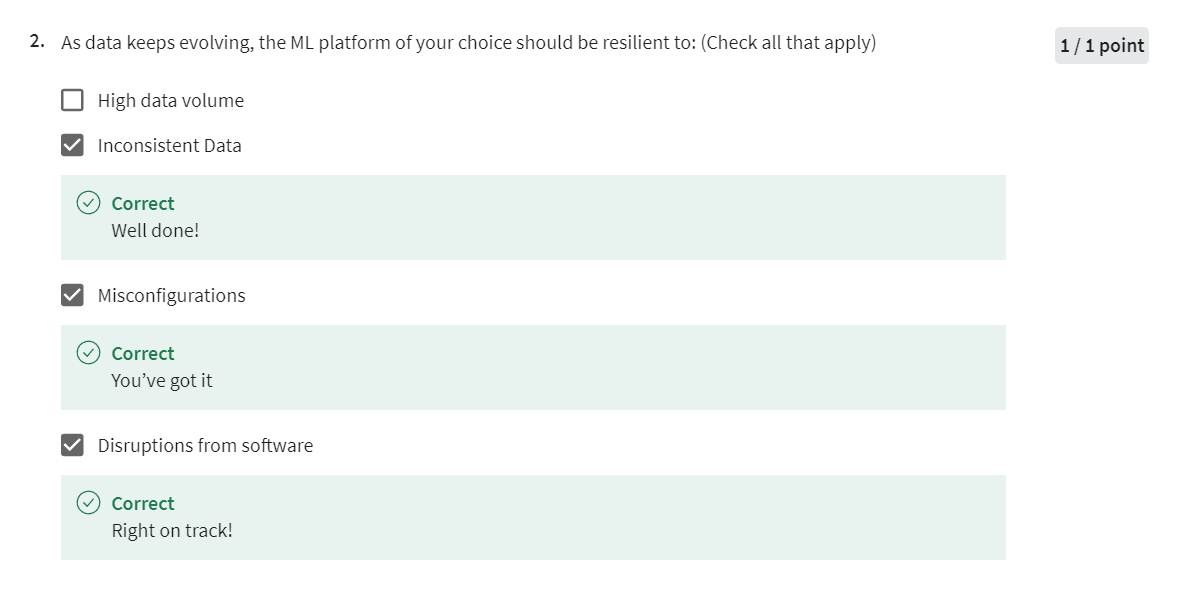 2. As data keeps evolving, the ML platform of your choice should be resilient to: (Check all that apply)
1 / 1 point
High data volume
Inconsistent Data
Correct
Well done!
Misconfigurations
Correct
You’ve got it
Disruptions from software
Correct
Right on track!